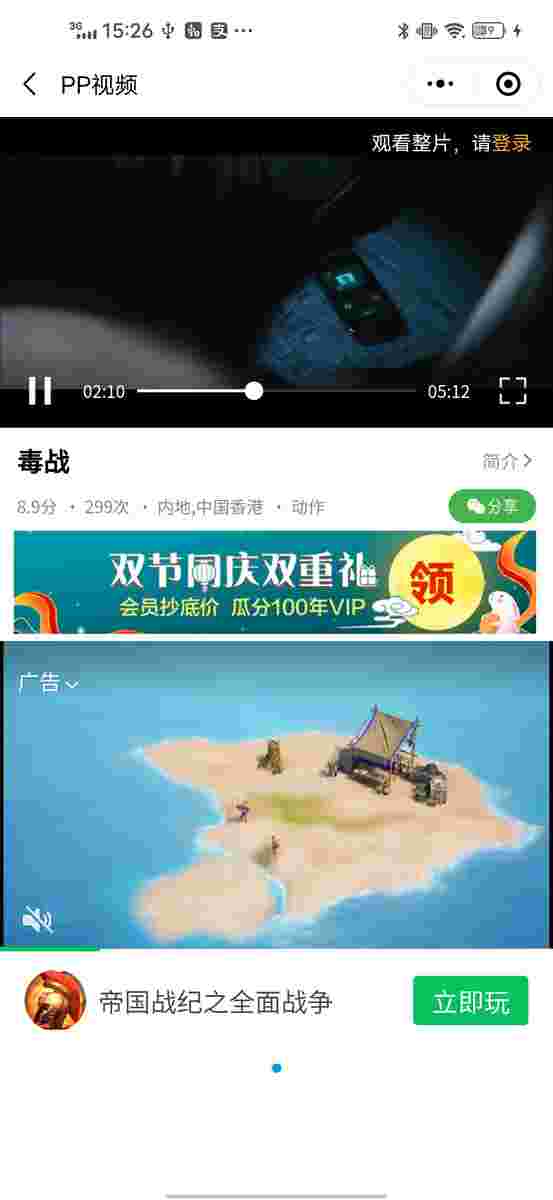 3G 15:26
PP视频
观看整片，请登录
02:10 05:12
毒战 简介
8.9分 · 299次 · 内地,中国香港 · 动作 分享
双节同庆双重礼
会员抄底价 瓜分100年VIP
领
广告
帝国战纪之全面战争 立即玩